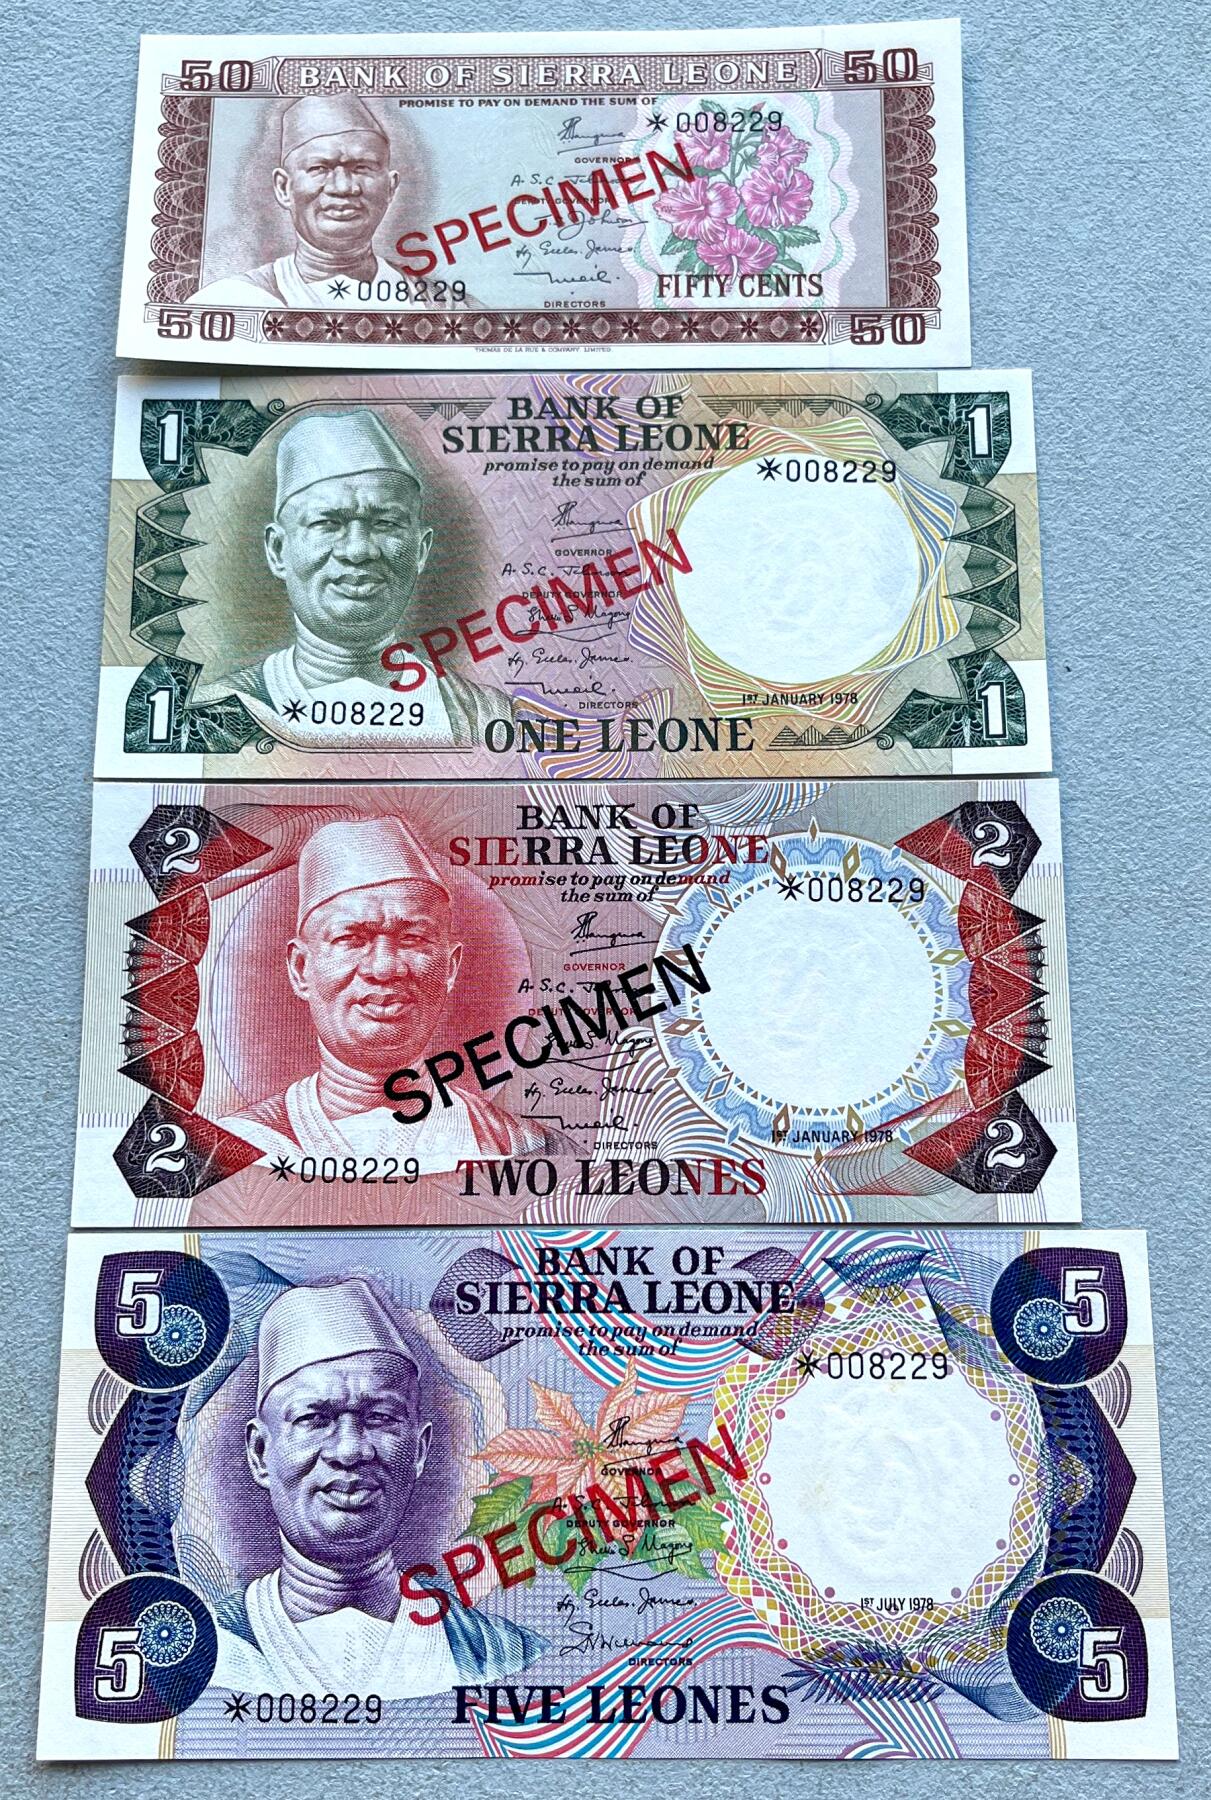 50 BANK OF SIERRA LEONE 50
PROMISE TO PAY ON DEMAND THE SUM OF
✠008229
GOVERNOR
DEPUTY GOVERNOR
SPECIMEN
✠008229
FIFTY CENTS
DIRECTORS
50 50
THOMAS DE LA RUE & COMPANY, LIMITED.
1 BANK OF 1
SIERRA LEONE
promise to pay on demand
the sum of
✠008229
GOVERNOR
DEPUTY GOVERNOR
SPECIMEN
DIRECTORS
1ST JANUARY 1978
✠008229
1 ONE LEONE 1
2 BANK OF 2
SIERRA LEONE
promise to pay on demand
the sum of
✠008229
GOVERNOR
DEPUTY GOVERNOR
SPECIMEN
DIRECTORS
1ST JANUARY 1978
✠008229
2 TWO LEONES 2
5 BANK OF 5
SIERRA LEONE
promise to pay on demand
the sum of
✠008229
GOVERNOR
DEPUTY GOVERNOR
SPECIMEN
1ST JULY 1978
DIRECTORS
✠008229
5 FIVE LEONES 5